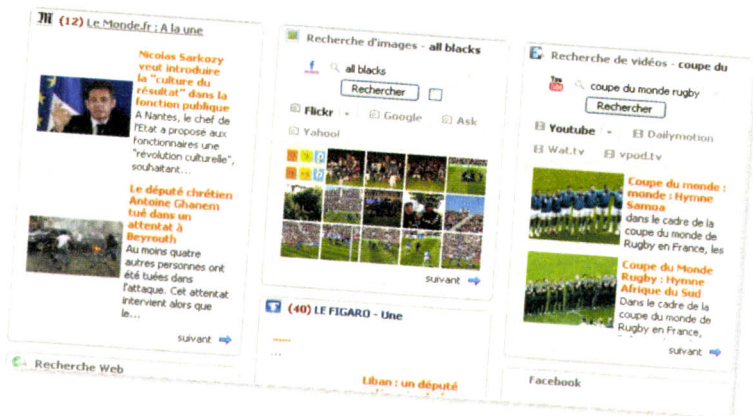 (12) Le Monde.fr : A la une
Nicolas Sarkozy
veut introduire
la "culture du
résultat" dans la
fonction publique
A Nantes, le chef de
l'Etat a proposé aux
fonctionnaires une
"révolution culturelle",
souhaitant...
Le député chrétien
Antoine Ghanem
tué dans un
attentat à
Beyrouth
Au moins quatre
autres personnes ont
été tuées dans
l'attaque. Cet attentat
intervient alors que
le...
suivant
Recherche Web
Recherche d'images - all blacks
all blacks
Rechercher
Flickr
Google
Ask
Yahoo!
suivant
(40) LE FIGARO - Une
......
...
Liban : un député
Recherche de vidéos - coupe du
You Tube
coupe du monde rugby
Rechercher
Youtube
Dailymotion
Wat.tv
vpod.tv
Coupe du monde :
monde : Hymne
Samoa
dans le cadre de la
coupe du monde de
Rugby en France, les
Coupe du Monde
Rugby : Hymne
Afrique du Sud
Dans le cadre de la
coupe du monde de
Rugby en France,
suivant
Facebook